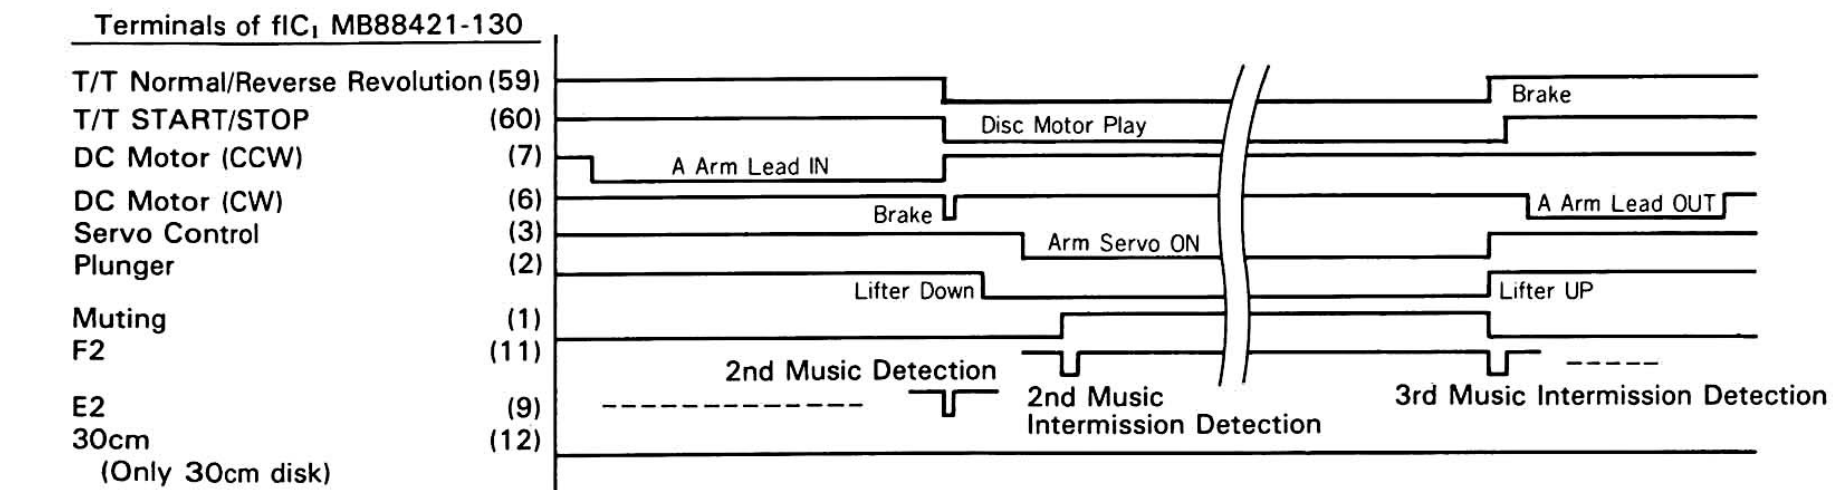 Terminals of fIC₁ MB88421-130
T/T Normal/Reverse Revolution (59)
Brake
T/T START/STOP (60)
Disc Motor Play
DC Motor (CCW) (7)
A Arm Lead IN
DC Motor (CW) (6)
Brake
A Arm Lead OUT
Servo Control (3)
Arm Servo ON
Plunger (2)
Lifter Down
Lifter UP
Muting (1)
F2 (11)
2nd Music Detection
2nd Music
Intermission Detection
3rd Music Intermission Detection
E2 (9)
30cm (12)
(Only 30cm disk)